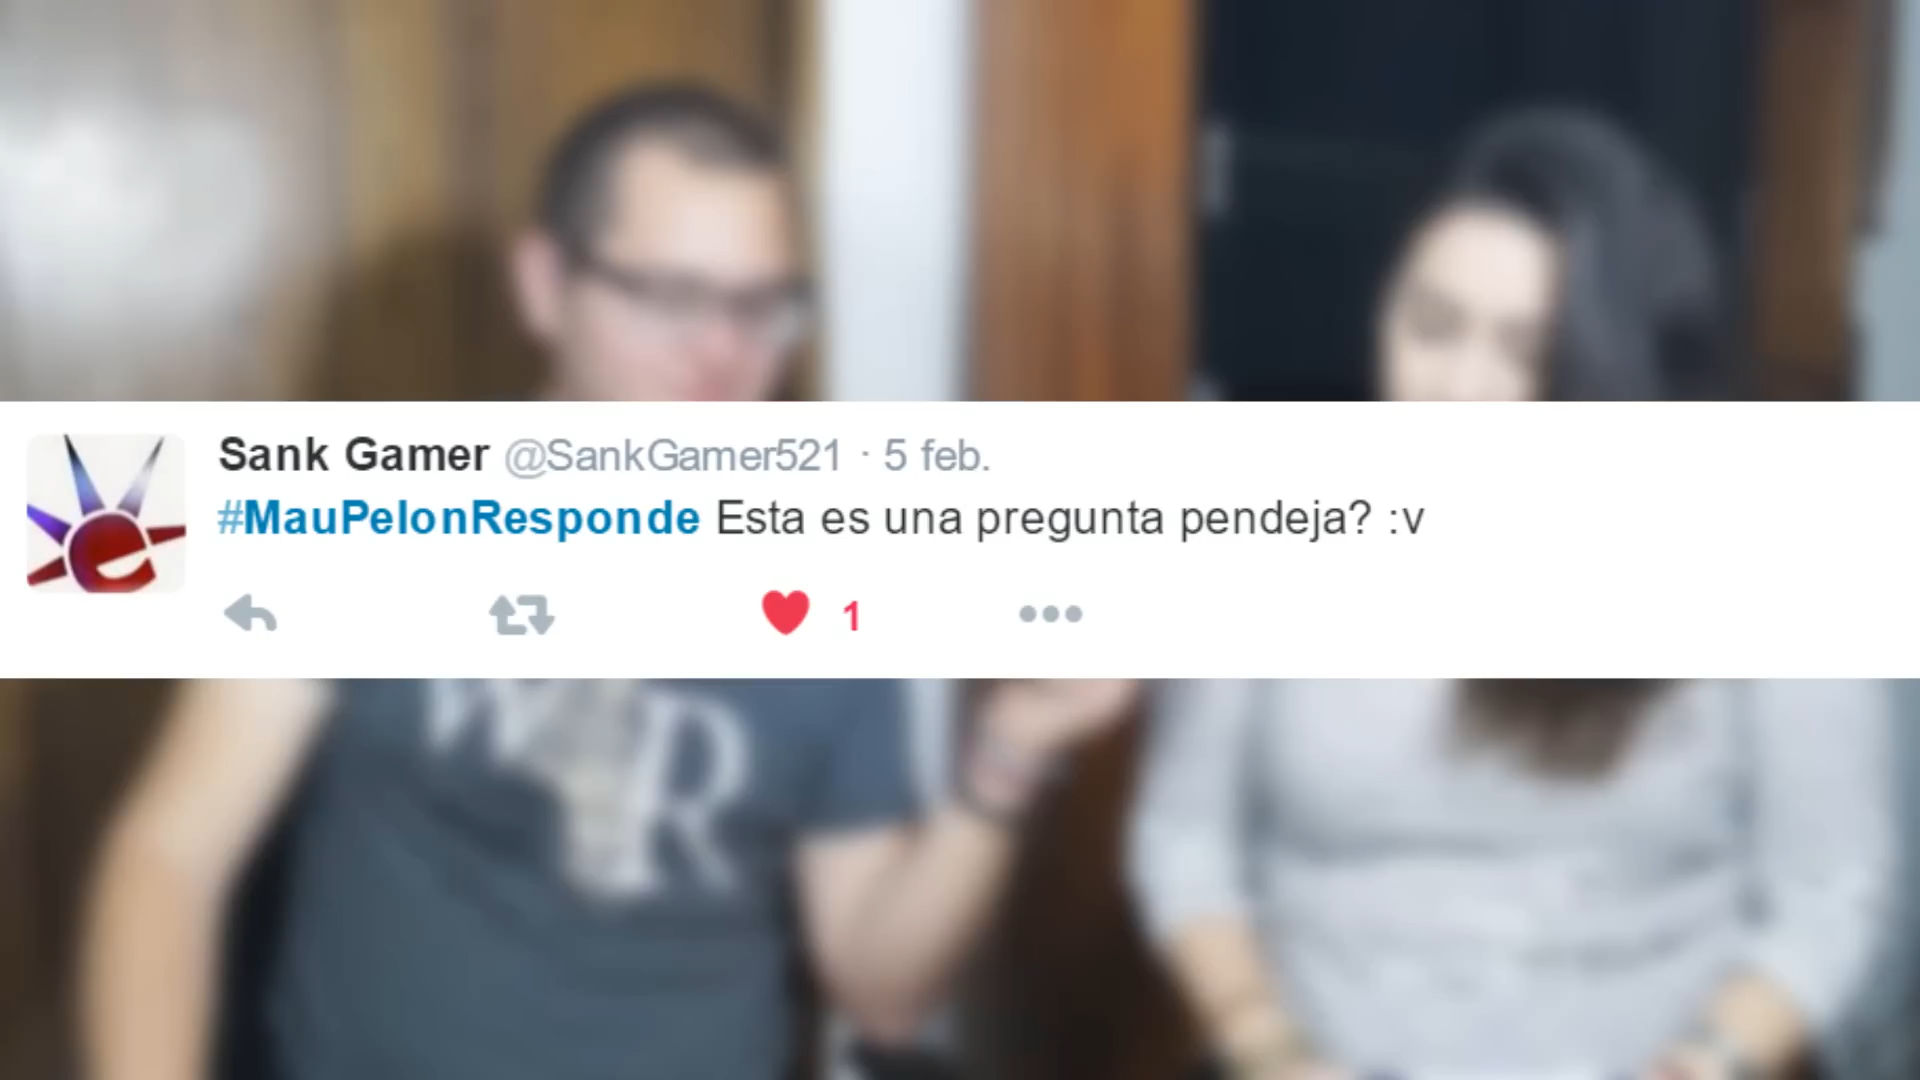 Sank Gamer @SankGamer521 · 5 feb.
#MauPelonResponde Esta es una pregunta pendeja? :v
1
W R